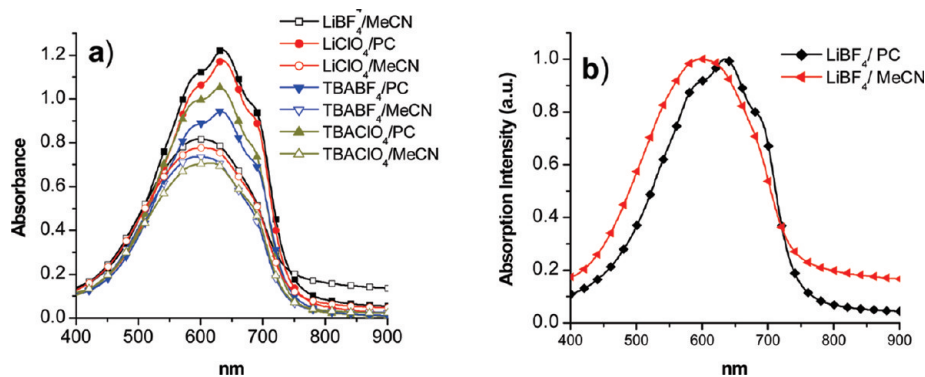 a)
LiBF4/MeCN
LiClO4/PC
LiClO4/MeCN
TBABF4/PC
TBABF4/MeCN
TBAClO4/PC
TBAClO4/MeCN
Absorbance
1.2
1.0
0.8
0.6
0.4
0.2
0.0
400 500 600 700 800 900
nm
b)
LiBF4/ PC
LiBF4/ MeCN
Absorption Intensity (a.u.)
1.0
0.8
0.6
0.4
0.2
0.0
400 500 600 700 800 900
nm